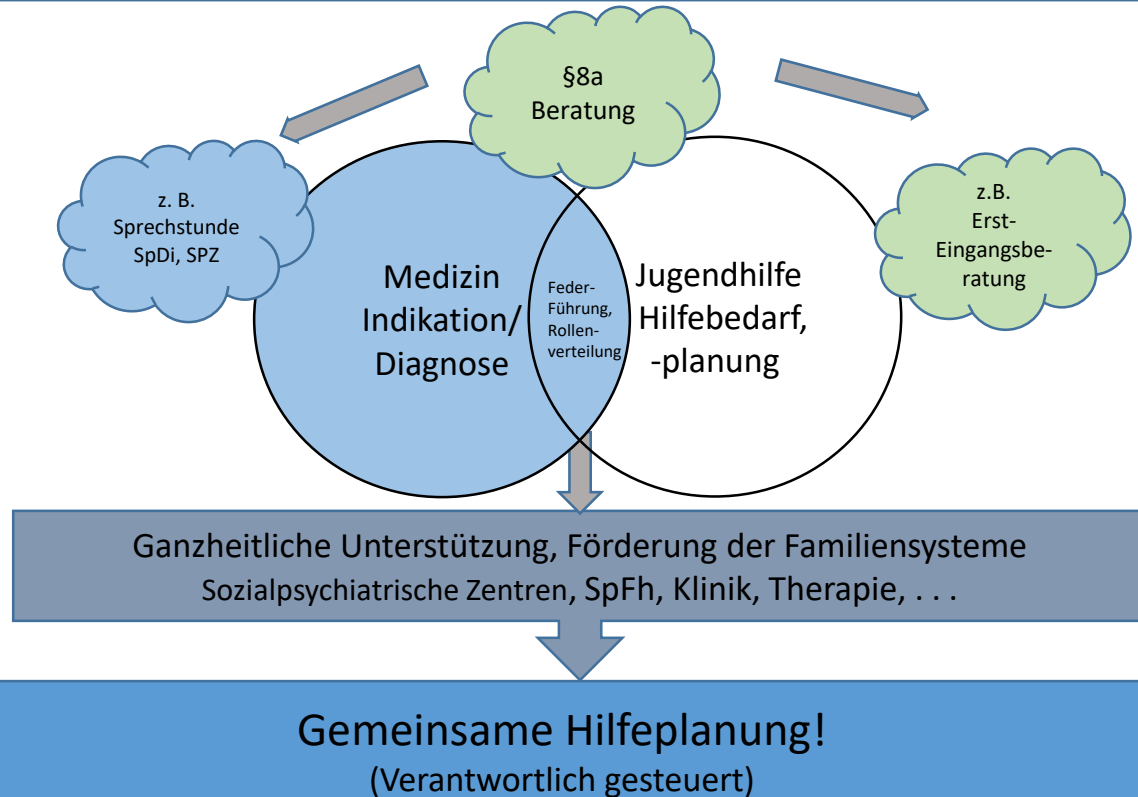 §8a
Beratung
z. B.
Sprechstunde
SpDi, SPZ
z.B.
Erst-
Eingangsbe-
ratung
Medizin
Indikation/
Diagnose
Feder-
Führung,
Rollen-
verteilung
Jugendhilfe
Hilfebedarf,
-planung
Ganzheitliche Unterstützung, Förderung der Familiensysteme
Sozialpsychiatrische Zentren, SpFh, Klinik, Therapie, . . .
Gemeinsame Hilfeplanung!
(Verantwortlich gesteuert)